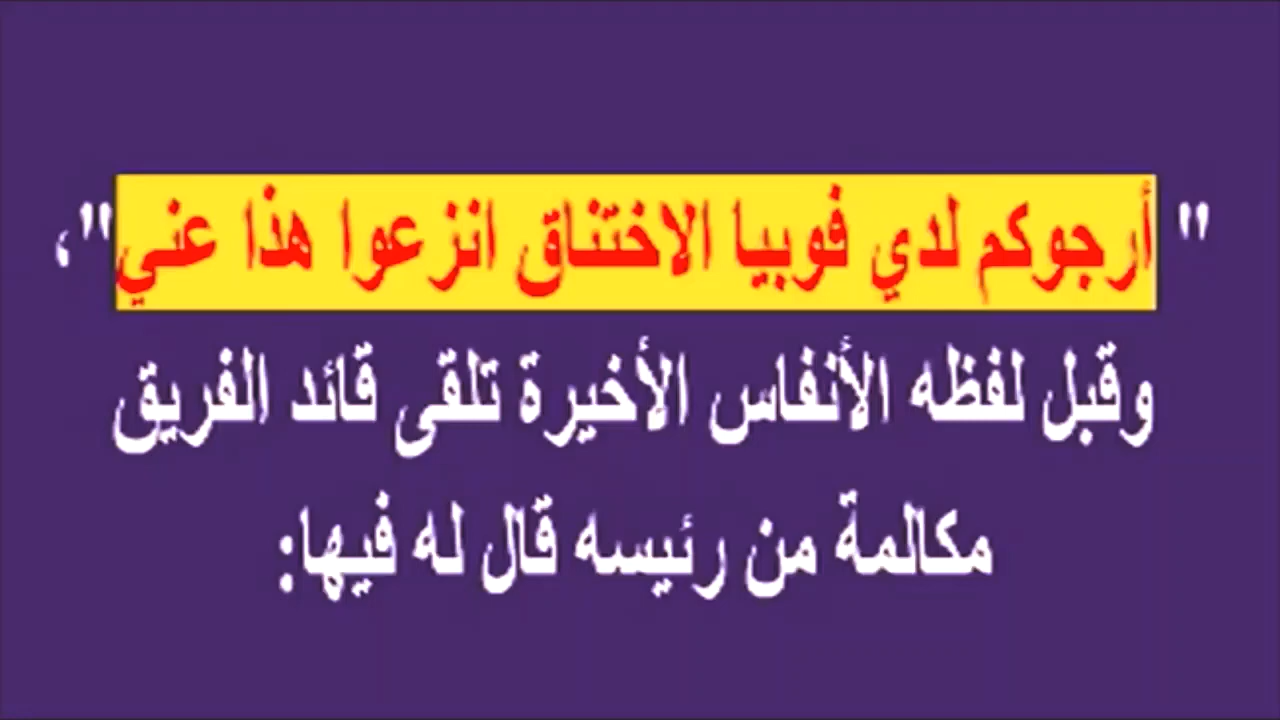 " أرجوكم لدي فوبيا الاختناق انزعوا هذا عني"،
وقبل لفظه الأنفاس الأخيرة تلقى قائد الفريق
مكالمة من رئيسه قال له فيها: